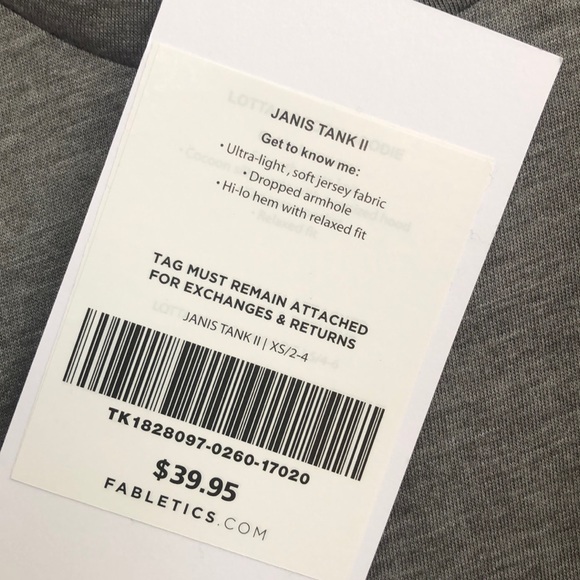 JANIS TANK II
Get to know me:
• Ultra-light , soft jersey fabric
• Dropped armhole
• Hi-lo hem with relaxed fit
TAG MUST REMAIN ATTACHED
FOR EXCHANGES & RETURNS
JANIS TANK II | XS/2-4
TK1828097-0260-17020
$39.95
FABLETICS.COM